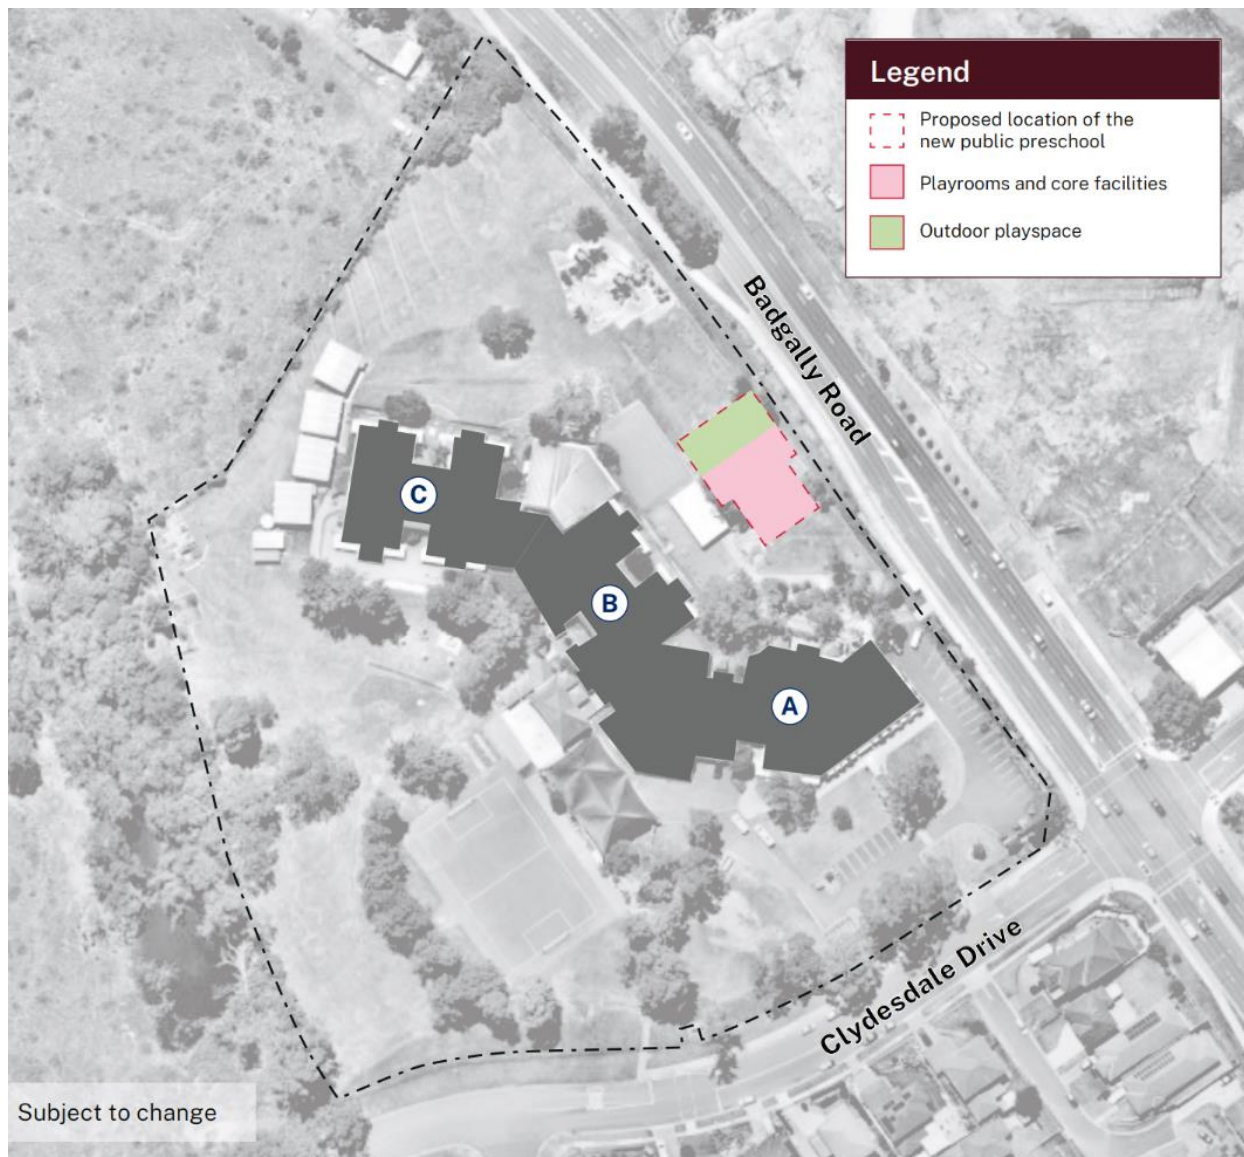 Legend
Proposed location of the
new public preschool
Playrooms and core facilities
Outdoor playspace
Badgally Road
C
B
A
Clydesdale Drive
Subject to change